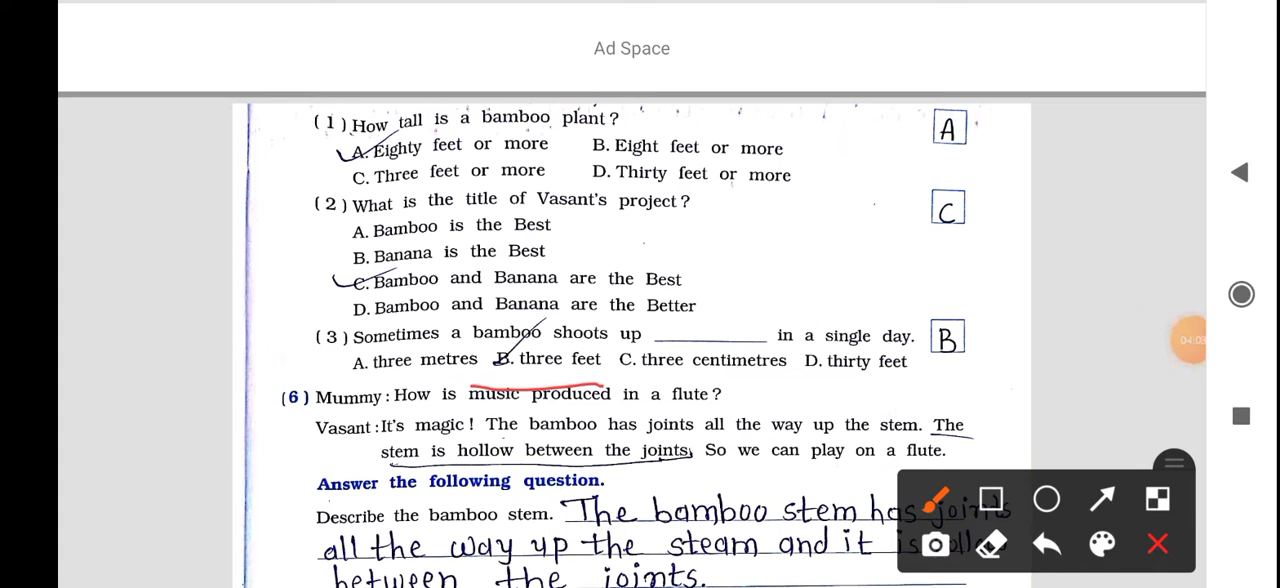 Ad Space
(1) How tall is a bamboo plant? A
A. Eighty feet or more B. Eight feet or more
C. Three feet or more D. Thirty feet or more
(2) What is the title of Vasant's project? C
A. Bamboo is the Best
B. Banana is the Best
C. Bamboo and Banana are the Best
D. Bamboo and Banana are the Better
(3) Sometimes a bamboo shoots up __________ in a single day. B
A. three metres B. three feet C. three centimetres D. thirty feet
04:03
(6) Mummy: How is music produced in a flute?
Vasant: It's magic! The bamboo has joints all the way up the stem. The
stem is hollow between the joints, So we can play on a flute.
Answer the following question.
Describe the bamboo stem. The bamboo stem has joints
all the way up the steam and it is
between the joints.